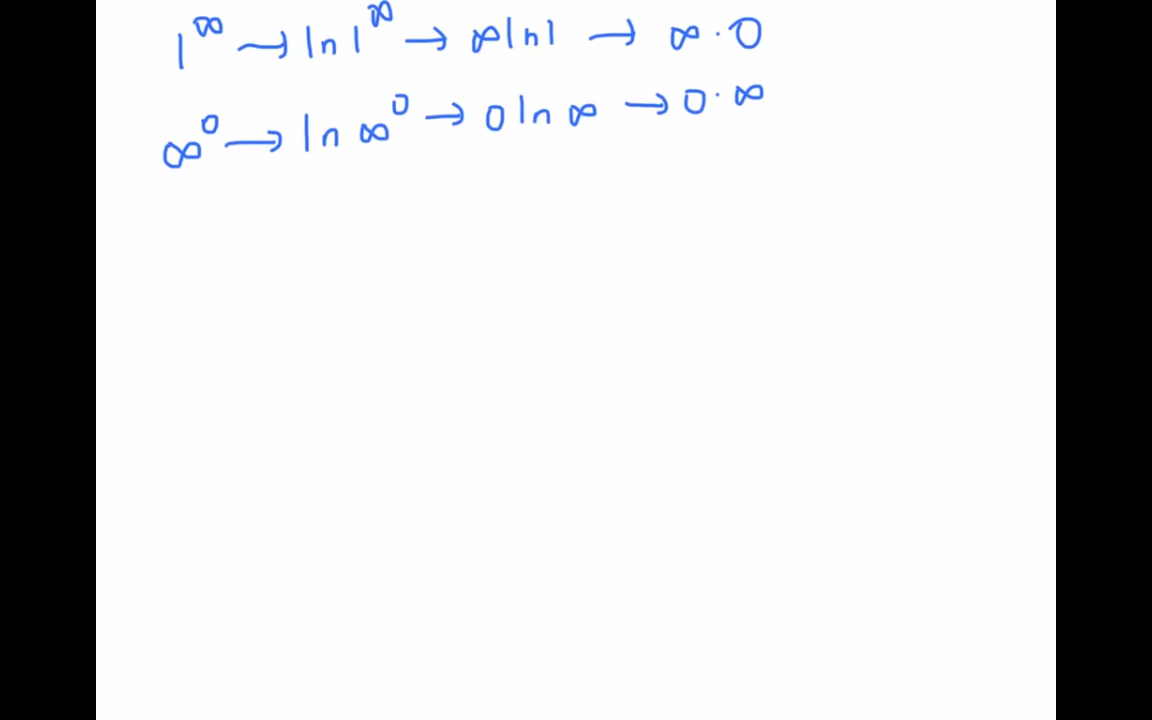 1^∞ → ln 1^∞ → ∞ ln 1 → ∞ · 0
∞^0 → ln ∞^0 → 0 ln ∞ → 0 · ∞